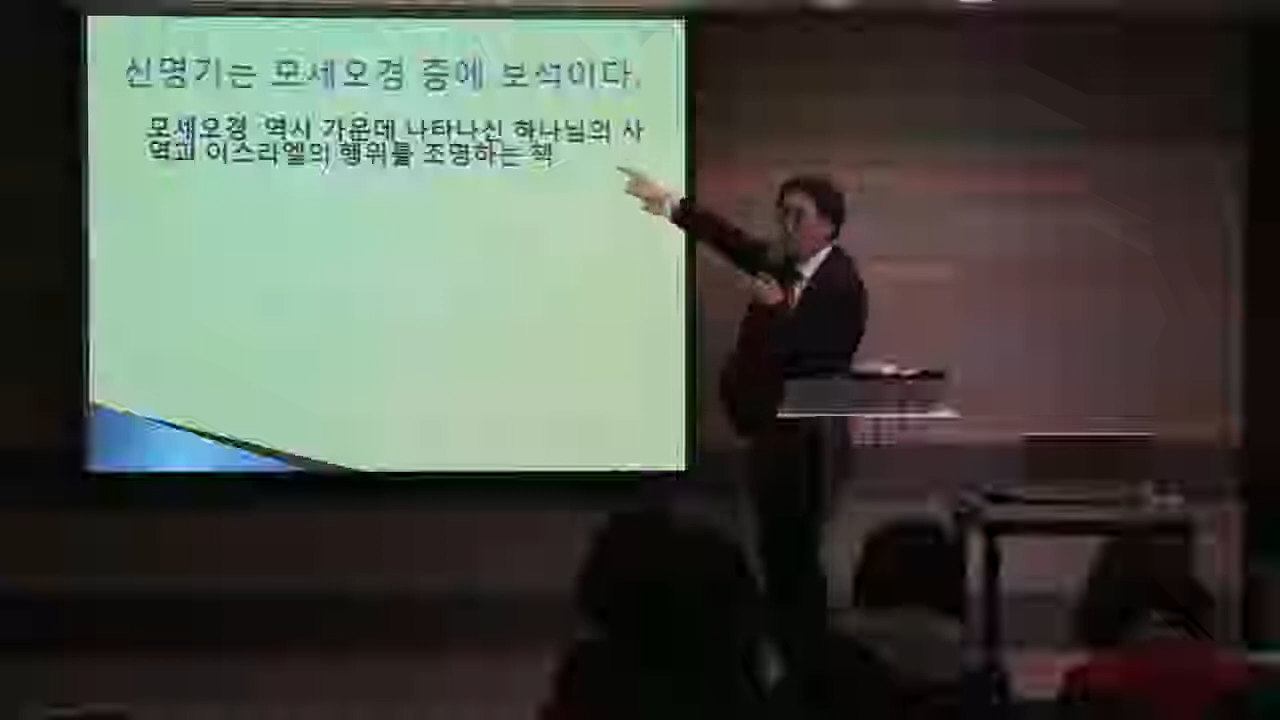 신명기는 모세오경 중에 보석이다.
모세오경 역시 가운데 나타나신 하나님의 사
역과 이스라엘의 행위를 조명하는 책